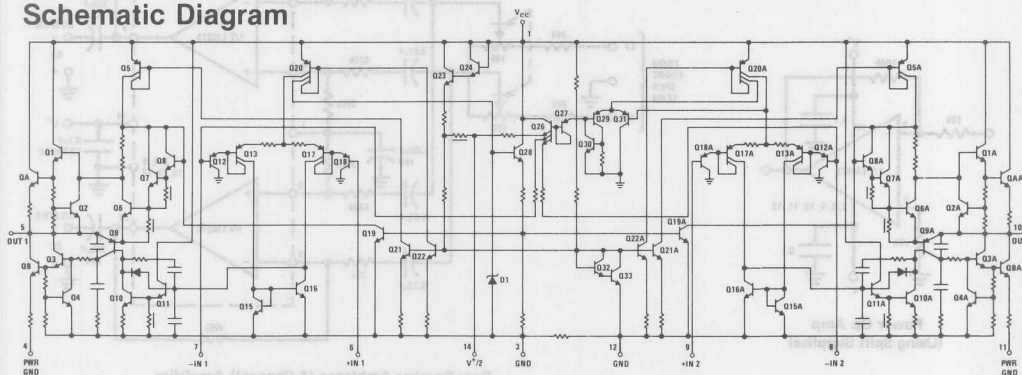 Schematic Diagram
VCC
1
Q5
Q20
Q23
Q24
Q20A
Q5A
Q1
Q26
Q27
Q29
Q31
Q1A
Q8
Q12
Q13
Q17
Q18
Q28
Q30
Q18A
Q17A
Q13A
Q12A
Q8A
QA
Q7
Q7A
QAA
Q2
Q6
Q6A
Q2A
5
OUT 1
Q9
Q19
Q21
Q22
Q19A
Q22A
Q21A
Q9A
10
OU
Q3
Q3A
QB
Q32
Q33
QBA
Q4
Q10
Q11
Q15
Q16
D1
Q16A
Q15A
Q11A
Q10A
Q4A
4
PWR
GND
7
−IN 1
6
+IN 1
14
V+/2
3
GND
12
GND
9
+IN 2
8
−IN 2
11
PWR
GND